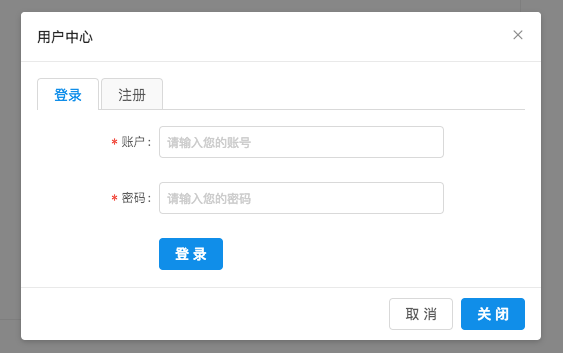 用户中心
登录 注册
* 账户:
请输入您的账号
* 密码:
请输入您的密码
登 录
取 消 关 闭